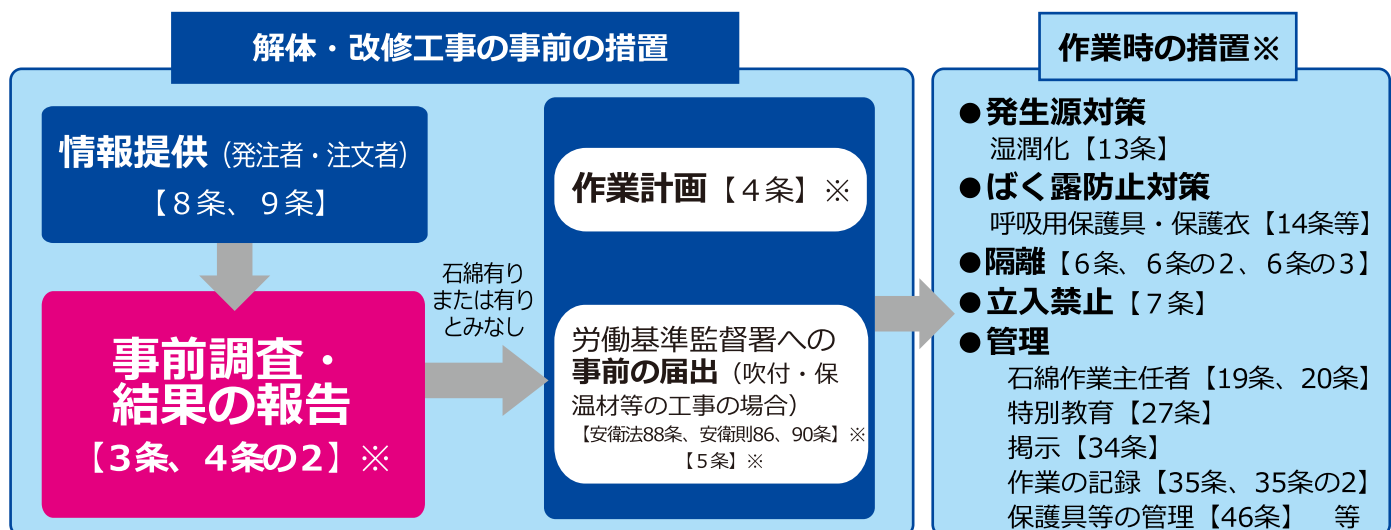 解体・改修工事の事前の措置
情報提供（発注者・注文者）
【８条、９条】
事前調査・
結果の報告
【３条、４条の２】※
石綿有り
または有り
とみなし
作業計画【４条】※
労働基準監督署への
事前の届出（吹付・保
温材等の工事の場合）
【安衛法88条、安衛則86、90条】※
【５条】※
作業時の措置※
●発生源対策
湿潤化【13条】
●ばく露防止対策
呼吸用保護具・保護衣【14条等】
●隔離【６条、６条の２、６条の３】
●立入禁止【７条】
●管理
石綿作業主任者【19条、20条】
特別教育【27条】
掲示【34条】
作業の記録【35条、35条の2】
保護具等の管理【46条】　等